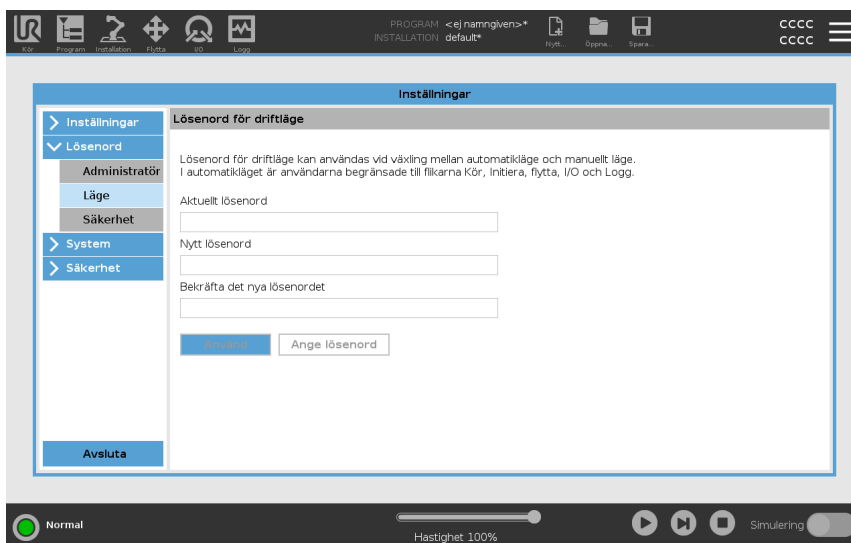 UR
Kör
Program
Installation
Flytta
I/O
Logg
PROGRAM <ej namngiven>*
INSTALLATION default*
Nytt...
Öppna...
Spara...
CCCC
CCCC
Inställningar
Inställningar
Lösenord
Administratör
Läge
Säkerhet
System
Säkerhet
Avsluta
Lösenord för driftläge
Lösenord för driftläge kan användas vid växling mellan automatikläge och manuellt läge.
I automatikläget är användarna begränsade till flikarna Kör, Initiera, flytta, I/O och Logg.
Aktuellt lösenord
Nytt lösenord
Bekräfta det nya lösenordet
Använd
Ange lösenord
Normal
Hastighet 100%
Simulering